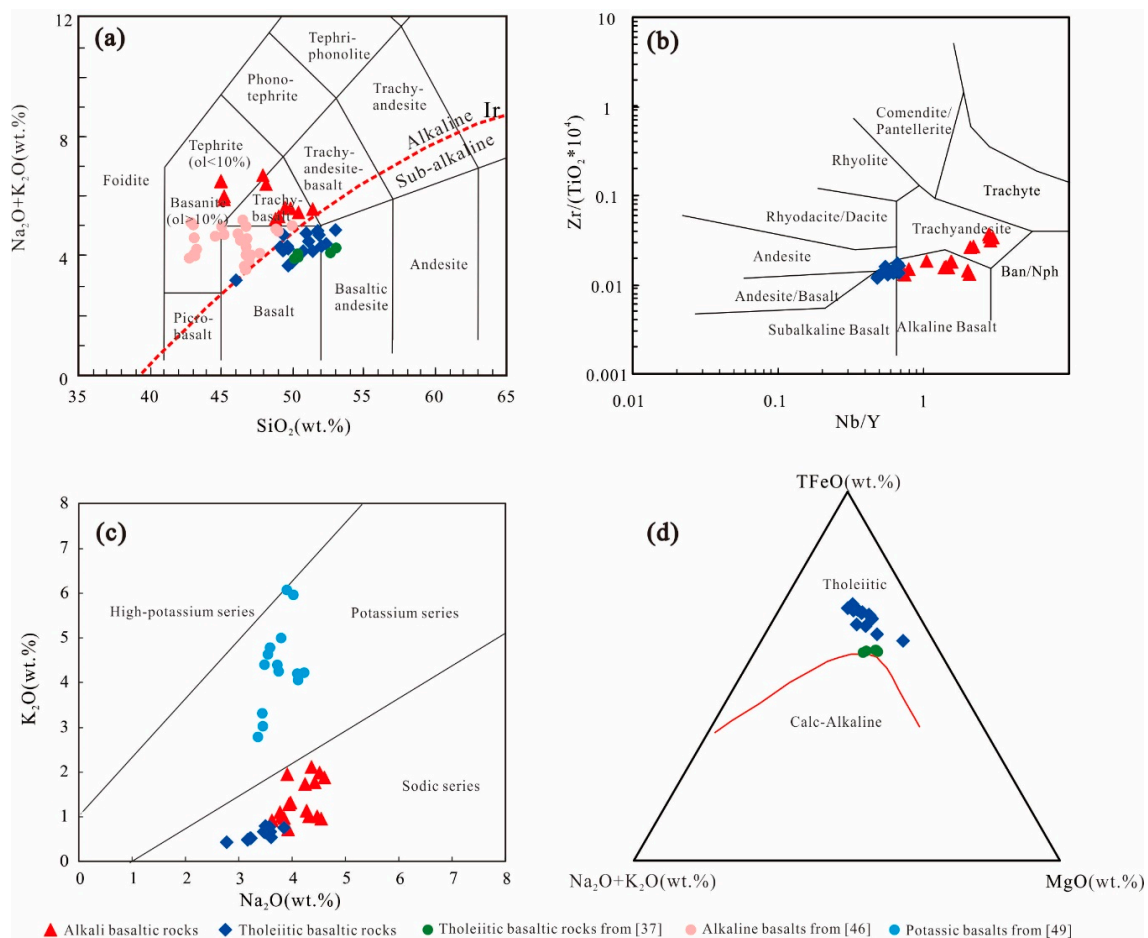 (a)
Na₂O+K₂O(wt.%)
12
8
4
0
35
40
45
50
55
60
65
SiO₂(wt.%)
Foidite
Tephrite
(ol<10%)
Basanite
(ol≥10%)
Phono-
tephrite
Tephri-
phonolite
Trachy-
andesite
Trachy-
andesite-
basalt
Trachy-
basalt
Picro-
basalt
Basalt
Basaltic
andesite
Andesite
Alkaline
Sub-alkaline
Ir
(b)
Zr/(TiO₂*10⁴)
1
0.1
0.01
0.001
0.01
0.1
1
Nb/Y
Comendite/
Pantellerite
Rhyolite
Trachyte
Rhyodacite/Dacite
Trachyandesite
Andesite
Ban/Nph
Andesite/Basalt
Subalkaline Basalt
Alkaline Basalt
(c)
K₂O(wt.%)
8
7
6
5
4
3
2
1
0
0
1
2
3
4
5
6
8
Na₂O(wt.%)
High-potassium series
Potassium series
Sodic series
(d)
TFeO(wt.%)
Tholeiitic
Calc-Alkaline
Na₂O+K₂O(wt.%)
MgO(wt.%)
Alkali basaltic rocks
Tholeiitic basaltic rocks
Tholeiitic basaltic rocks from [37]
Alkaline basalts from [46]
Potassic basalts from [49]